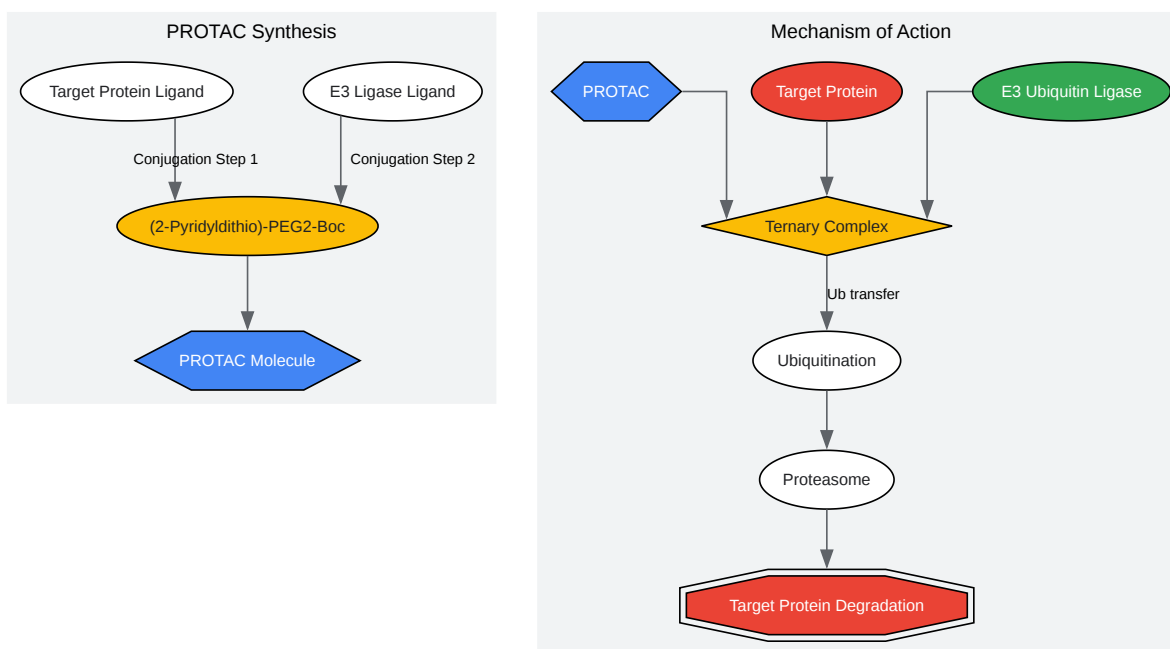 PROTAC Synthesis
Target Protein Ligand
E3 Ligase Ligand
Conjugation Step 1
Conjugation Step 2
(2-Pyridyldithio)-PEG2-Boc
PROTAC Molecule
Mechanism of Action
PROTAC
Target Protein
E3 Ubiquitin Ligase
Ternary Complex
Ub transfer
Ubiquitination
Proteasome
Target Protein Degradation